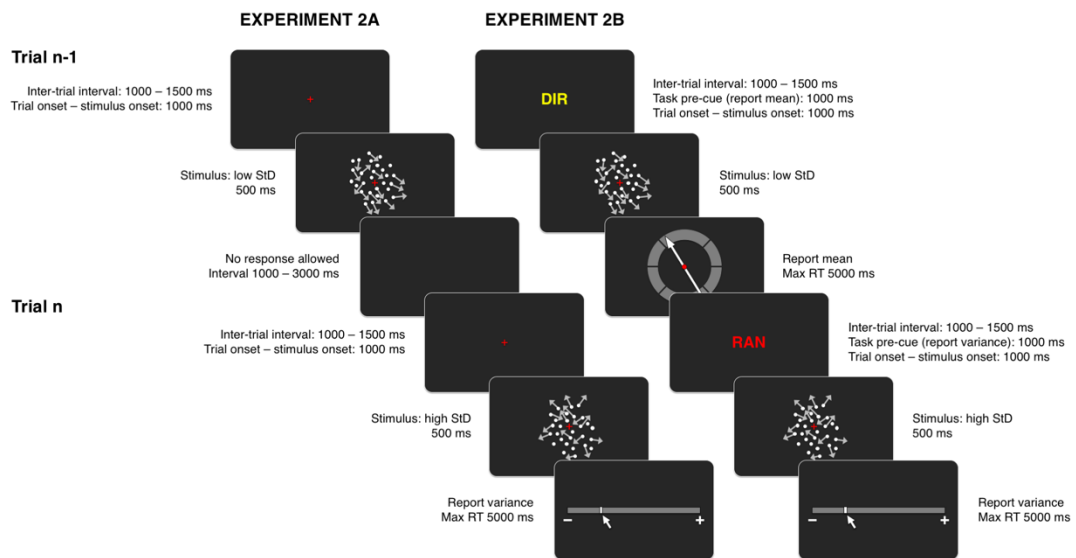 EXPERIMENT 2A
EXPERIMENT 2B
Trial n-1
Inter-trial interval: 1000 – 1500 ms
Trial onset – stimulus onset: 1000 ms
DIR
Inter-trial interval: 1000 – 1500 ms
Task pre-cue (report mean): 1000 ms
Trial onset – stimulus onset: 1000 ms
Stimulus: low StD
500 ms
Stimulus: low StD
500 ms
No response allowed
Interval 1000 – 3000 ms
Report mean
Max RT 5000 ms
Trial n
Inter-trial interval: 1000 – 1500 ms
Trial onset – stimulus onset: 1000 ms
RAN
Inter-trial interval: 1000 – 1500 ms
Task pre-cue (report variance): 1000 ms
Trial onset – stimulus onset: 1000 ms
Stimulus: high StD
500 ms
Stimulus: high StD
500 ms
Report variance
Max RT 5000 ms
– +
– +
Report variance
Max RT 5000 ms